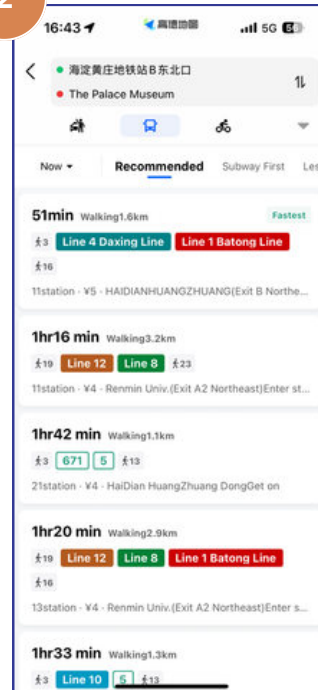 2
16:43
高德地图
5G 60
海淀黄庄地铁站B东北口
The Palace Museum
Now
Recommended
Subway First
Les
51min Walking1.6km
Fastest
3 Line 4 Daxing Line Line 1 Batong Line
16
11station · ¥5 · HAIDIANHUANGZHUANG(Exit B Northe...
1hr16 min Walking3.2km
19 Line 12 Line 8 23
11station · ¥4 · Renmin Univ.(Exit A2 Northeast)Enter st...
1hr42 min Walking1.1km
3 671 5 13
21station · ¥4 · HaiDian HuangZhuang DongGet on
1hr20 min Walking2.9km
19 Line 12 Line 8 Line 1 Batong Line
16
13station · ¥4 · Renmin Univ.(Exit A2 Northeast)Enter s...
1hr33 min Walking1.3km
3 Line 10 5 13